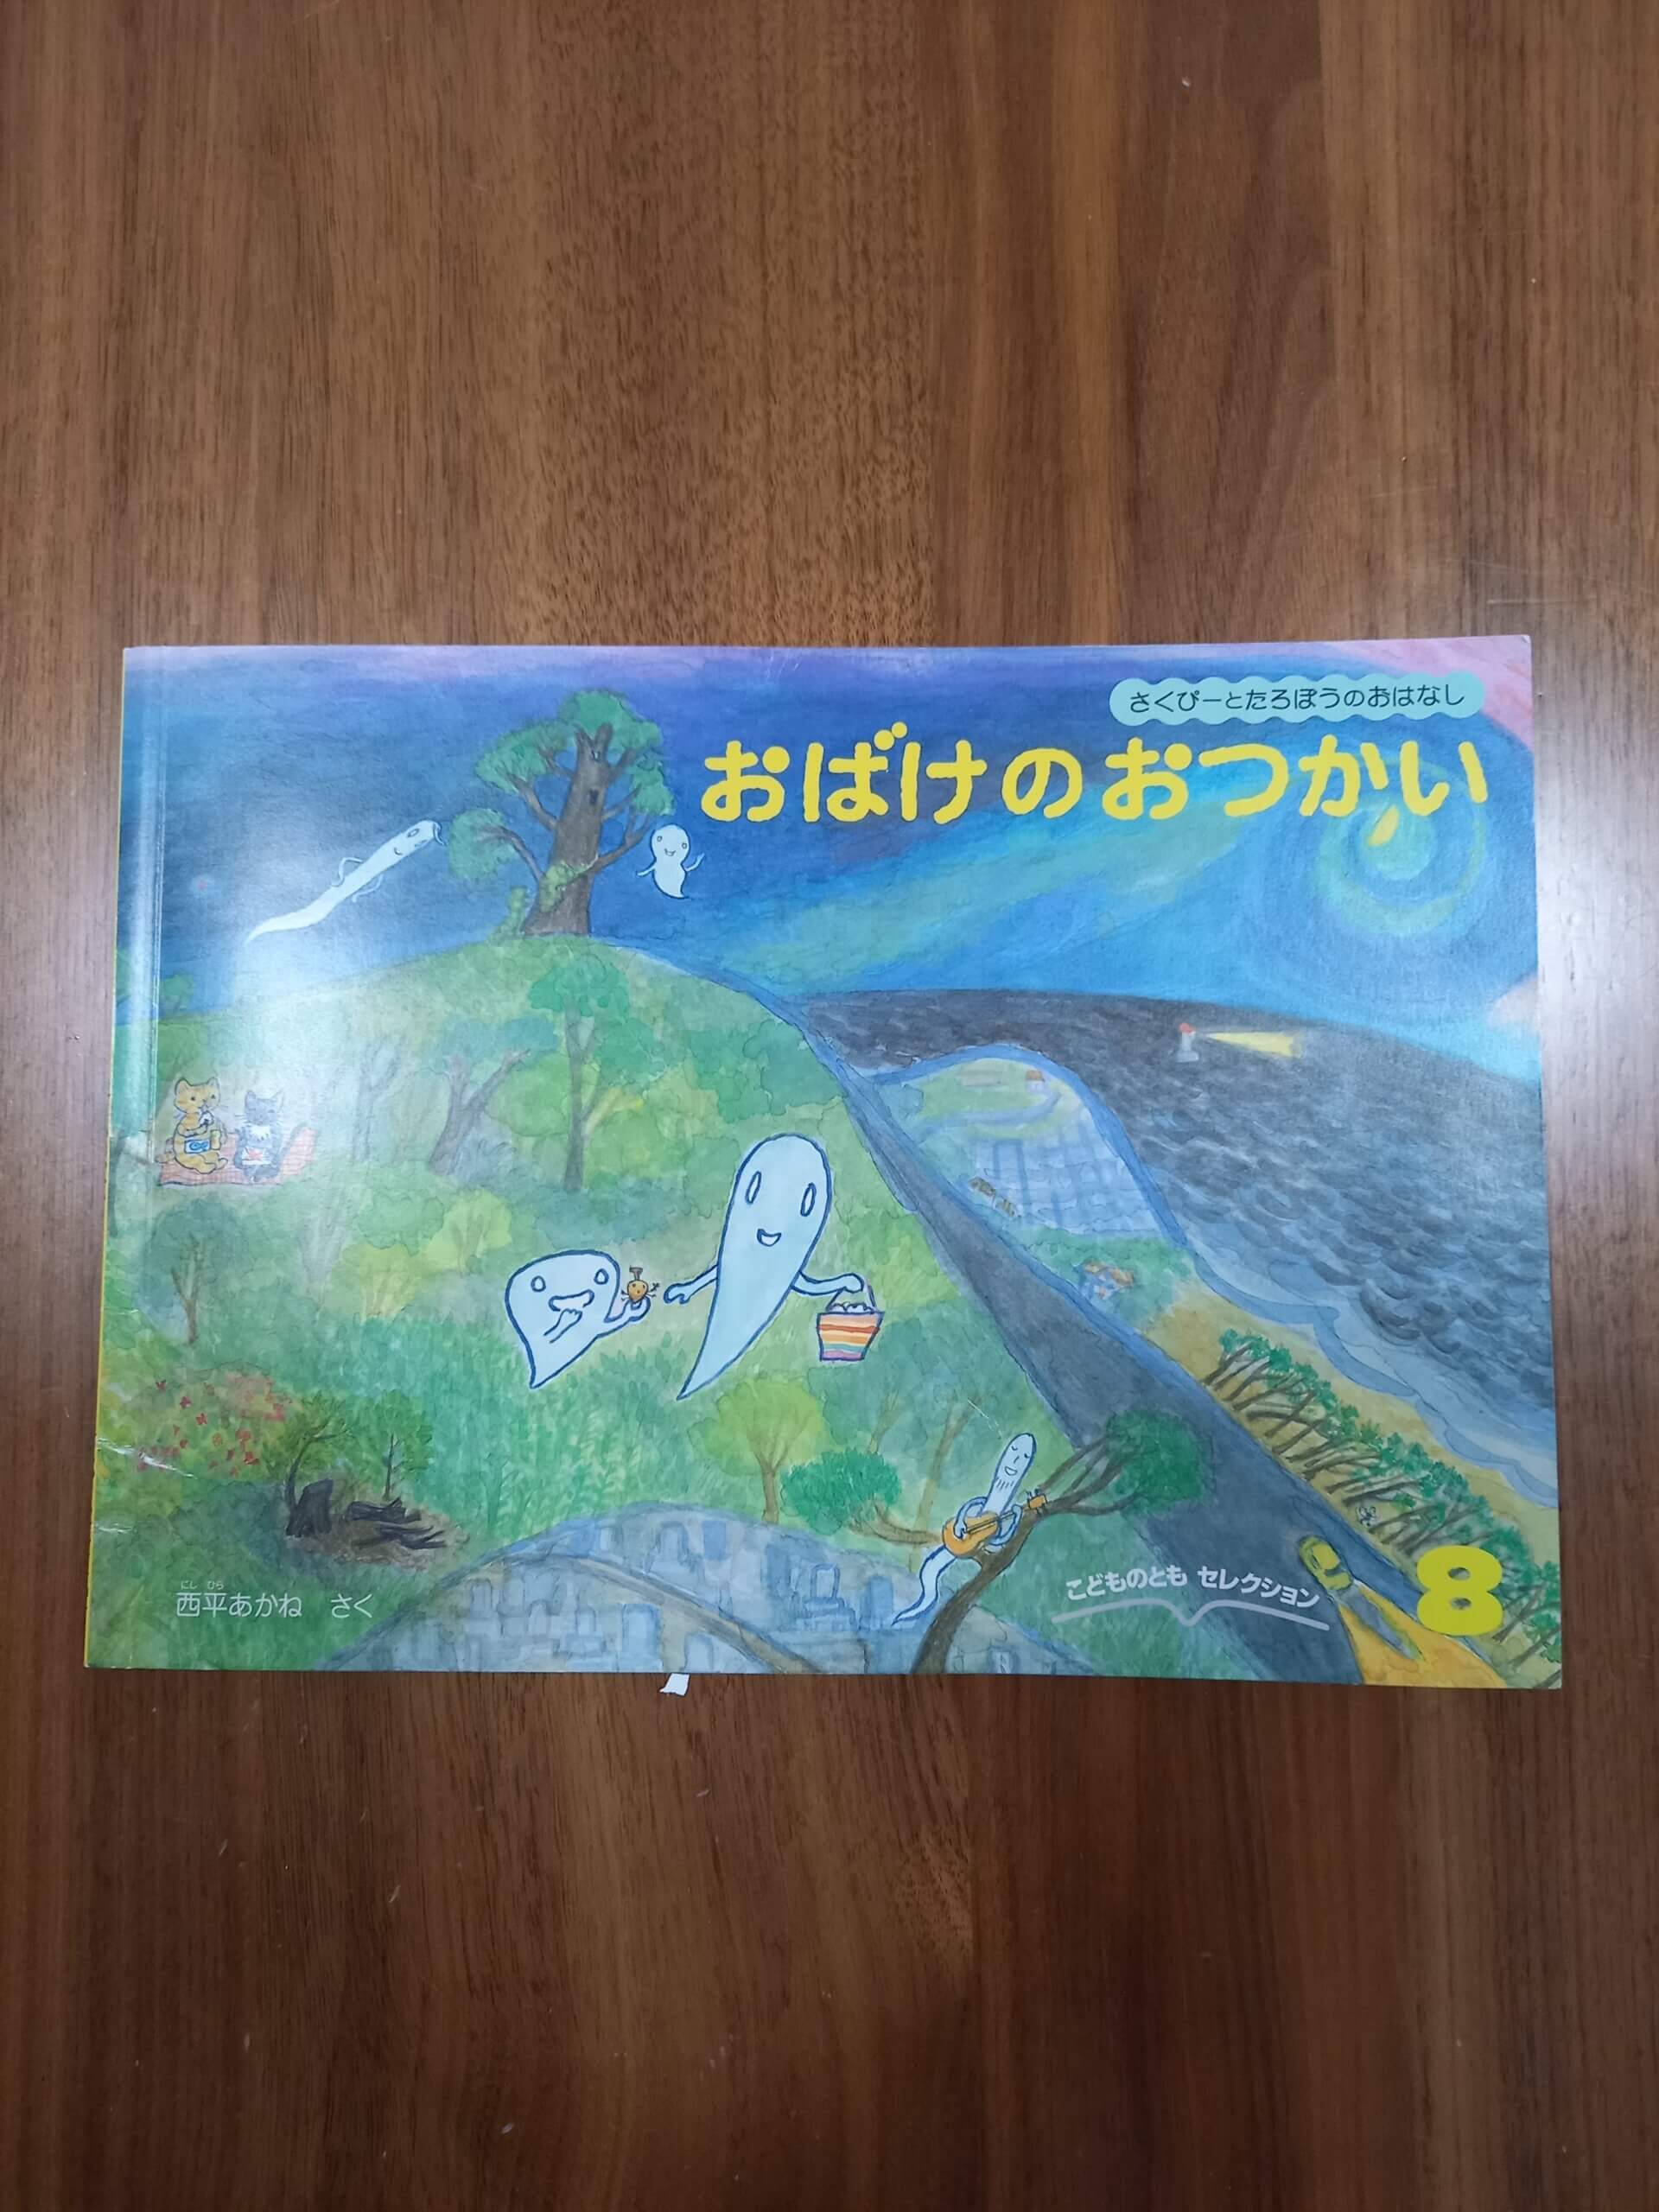 さくぴーとたろぼうのおはなし
おばけのおつかい
にし ひら
西平あかね さく
こどものとも セレクション
8